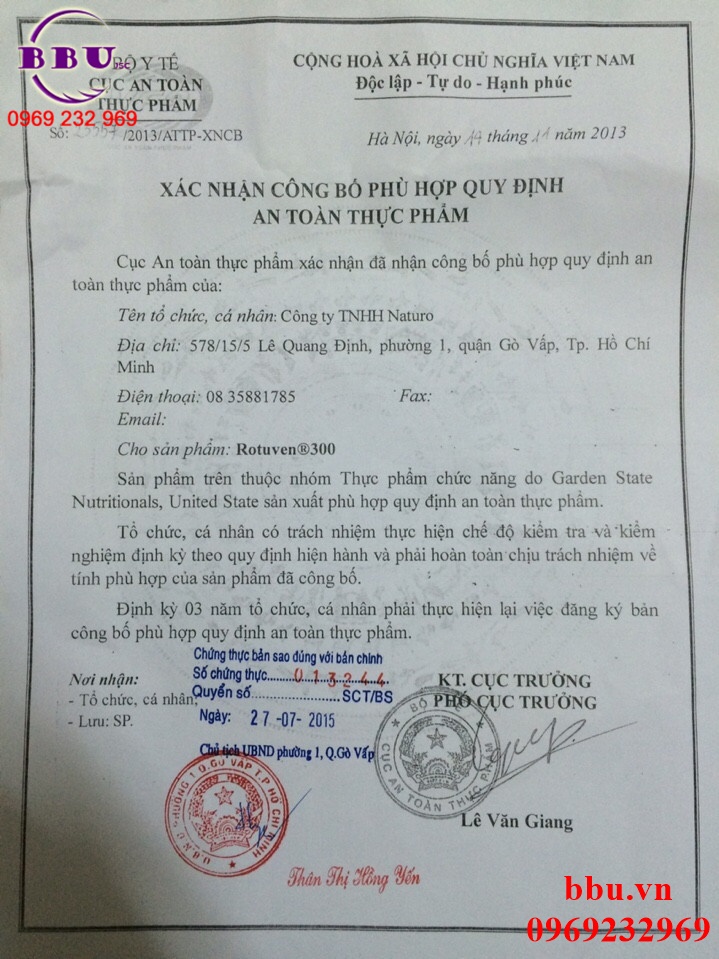 BBU JSC
0969 232 969
BỘ Y TẾ
CỤC AN TOÀN
THỰC PHẨM
Số: /2013/ATTP-XNCB
CỘNG HOÀ XÃ HỘI CHỦ NGHĨA VIỆT NAM
Độc lập - Tự do - Hạnh phúc
Hà Nội, ngày 14 tháng 11 năm 2013
XÁC NHẬN CÔNG BỐ PHÙ HỢP QUY ĐỊNH
AN TOÀN THỰC PHẨM
Cục An toàn thực phẩm xác nhận đã nhận công bố phù hợp quy định an
toàn thực phẩm của:
Tên tổ chức, cá nhân: Công ty TNHH Naturo
Địa chỉ: 578/15/5 Lê Quang Định, phường 1, quận Gò Vấp, Tp. Hồ Chí
Minh
Điện thoại: 08 35881785 Fax:
Email:
Cho sản phẩm: Rotuven®300
Sản phẩm trên thuộc nhóm Thực phẩm chức năng do Garden State
Nutritionals, United State sản xuất phù hợp quy định an toàn thực phẩm.
Tổ chức, cá nhân có trách nhiệm thực hiện chế độ kiểm tra và kiểm
nghiệm định kỳ theo quy định hiện hành và phải hoàn toàn chịu trách nhiệm về
tính phù hợp của sản phẩm đã công bố.
Định kỳ 03 năm tổ chức, cá nhân phải thực hiện lại việc đăng ký bản
công bố phù hợp quy định an toàn thực phẩm.
Chứng thực bản sao đúng với bản chính
Số chứng thực 013244
Quyển số SCT/BS
Ngày: 27-07-2015
Chủ tịch UBND phường 1, Q.Gò Vấp
Nơi nhận:
- Tổ chức, cá nhân;
- Lưu: SP.
KT. CỤC TRƯỞNG
PHÓ CỤC TRƯỞNG
BỘ Y TẾ
CỤC AN TOÀN THỰC PHẨM
Lê Văn Giang
U.B.N.D PHƯỜNG 1 Q.GÒ VẤP T.P HỒ CHÍ MINH
Thân Thị Hồng Yến
bbu.vn
0969232969